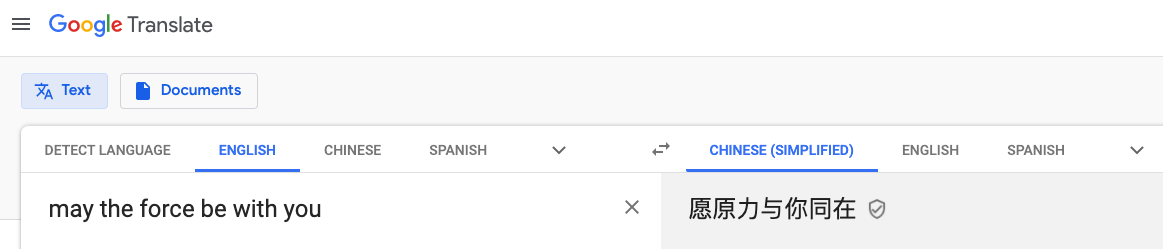 Google Translate
Text Documents
DETECT LANGUAGE ENGLISH CHINESE SPANISH CHINESE (SIMPLIFIED) ENGLISH SPANISH
may the force be with you 愿原力与你同在